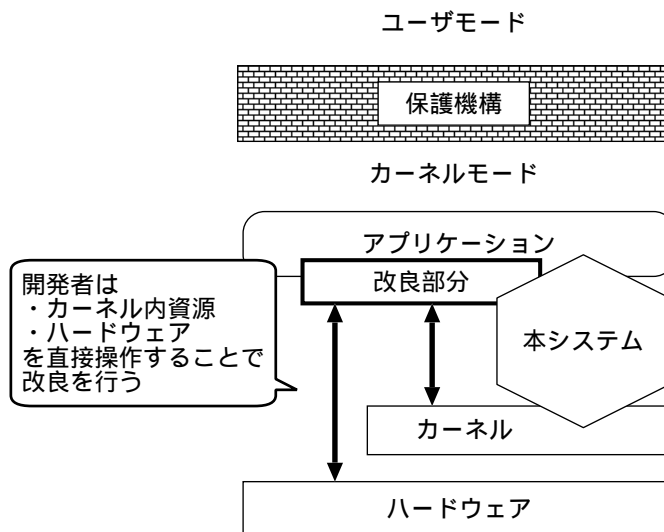 ユーザモード
保護機構
カーネルモード
アプリケーション
改良部分
開発者は
・カーネル内資源
・ハードウェア
を直接操作することで
改良を行う
本システム
カーネル
ハードウェア